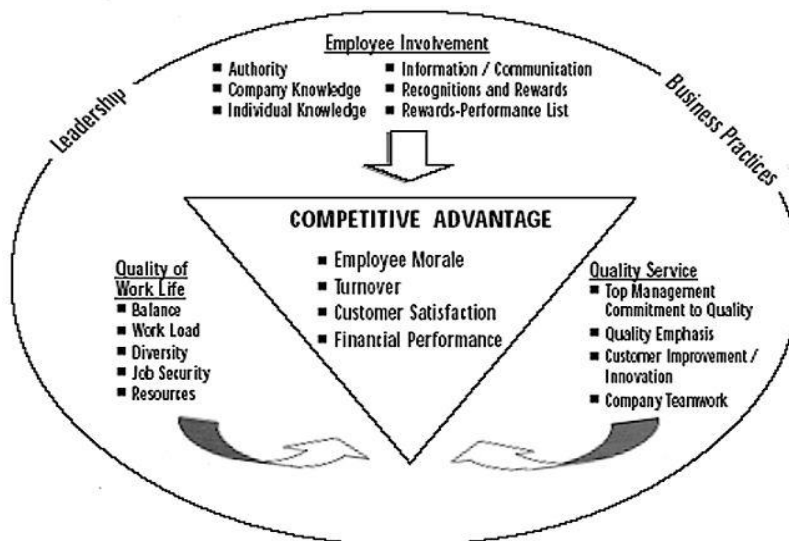 Employee Involvement
▪ Authority
▪ Company Knowledge
▪ Individual Knowledge
▪ Information / Communication
▪ Recognitions and Rewards
▪ Rewards-Performance List
Leadership
Business Practices
COMPETITIVE ADVANTAGE
▪ Employee Morale
▪ Turnover
▪ Customer Satisfaction
▪ Financial Performance
Quality of
Work Life
▪ Balance
▪ Work Load
▪ Diversity
▪ Job Security
▪ Resources
Quality Service
▪ Top Management
Commitment to Quality
▪ Quality Emphasis
▪ Customer Improvement /
Innovation
▪ Company Teamwork